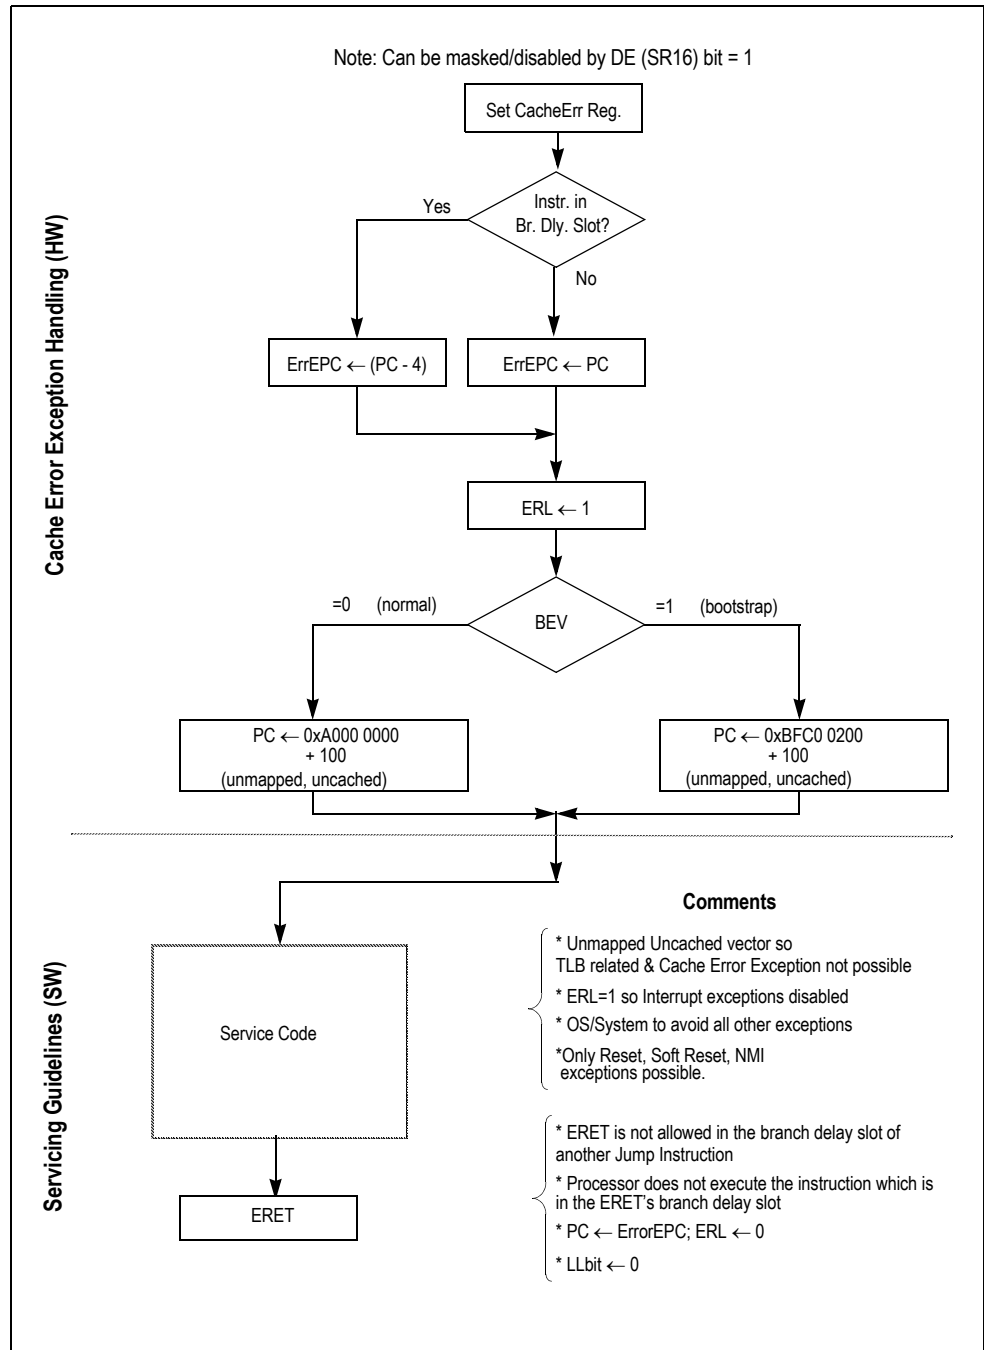 Note: Can be masked/disabled by DE (SR16) bit = 1
Set CacheErr Reg.
Instr. in
Br. Dly. Slot?
Yes
No
ErrEPC ← (PC - 4)
ErrEPC ← PC
ERL ← 1
BEV
=0 (normal)
=1 (bootstrap)
PC ← 0xA000 0000
+ 100
(unmapped, uncached)
PC ← 0xBFC0 0200
+ 100
(unmapped, uncached)
Cache Error Exception Handling (HW)
Servicing Guidelines (SW)
Service Code
ERET
Comments
* Unmapped Uncached vector so
TLB related & Cache Error Exception not possible
* ERL=1 so Interrupt exceptions disabled
* OS/System to avoid all other exceptions
*Only Reset, Soft Reset, NMI
exceptions possible.
* ERET is not allowed in the branch delay slot of
another Jump Instruction
* Processor does not execute the instruction which is
in the ERET's branch delay slot
* PC ← ErrorEPC; ERL ← 0
* LLbit ← 0